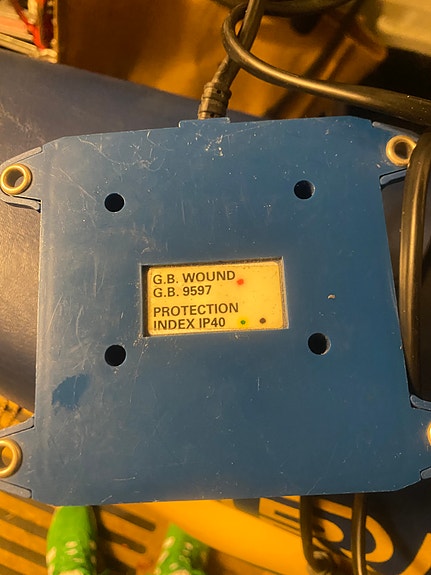 G.B. WOUND
G.B. 9597
PROTECTION
INDEX IP40